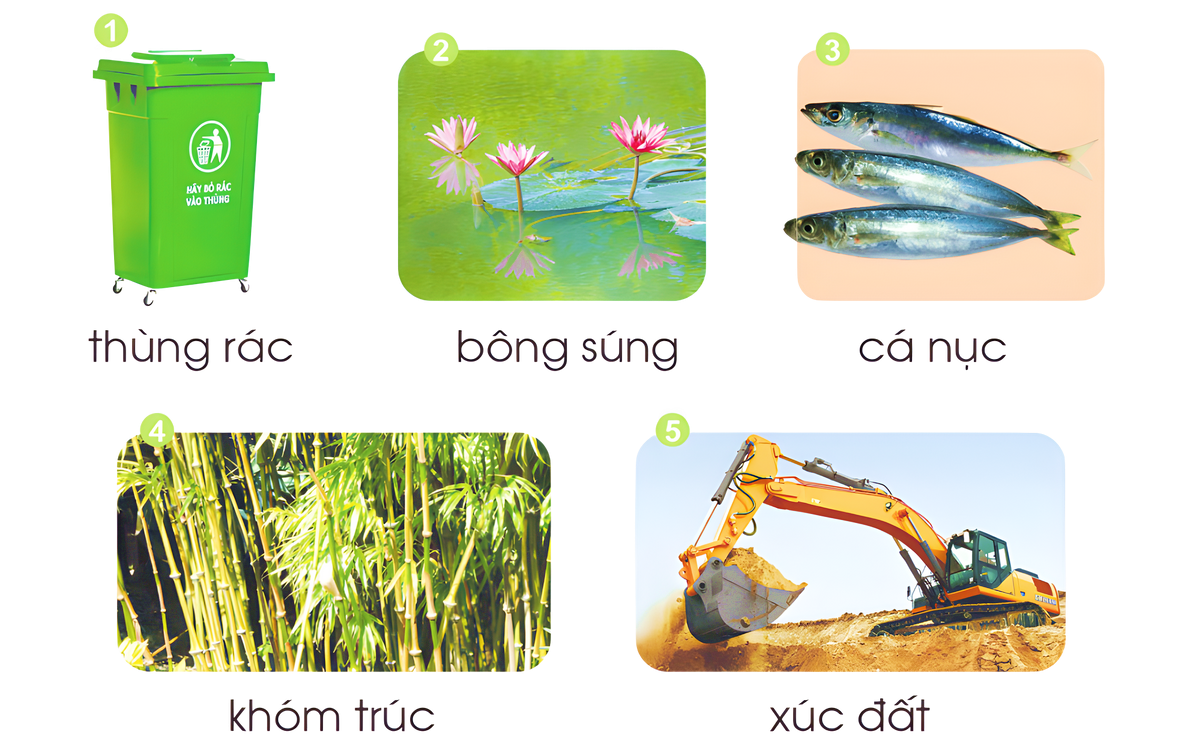 1
HÃY BỎ RÁC
VÀO THÙNG
thùng rác
2
bông súng
3
cá nục
4
khóm trúc
5
xúc đất